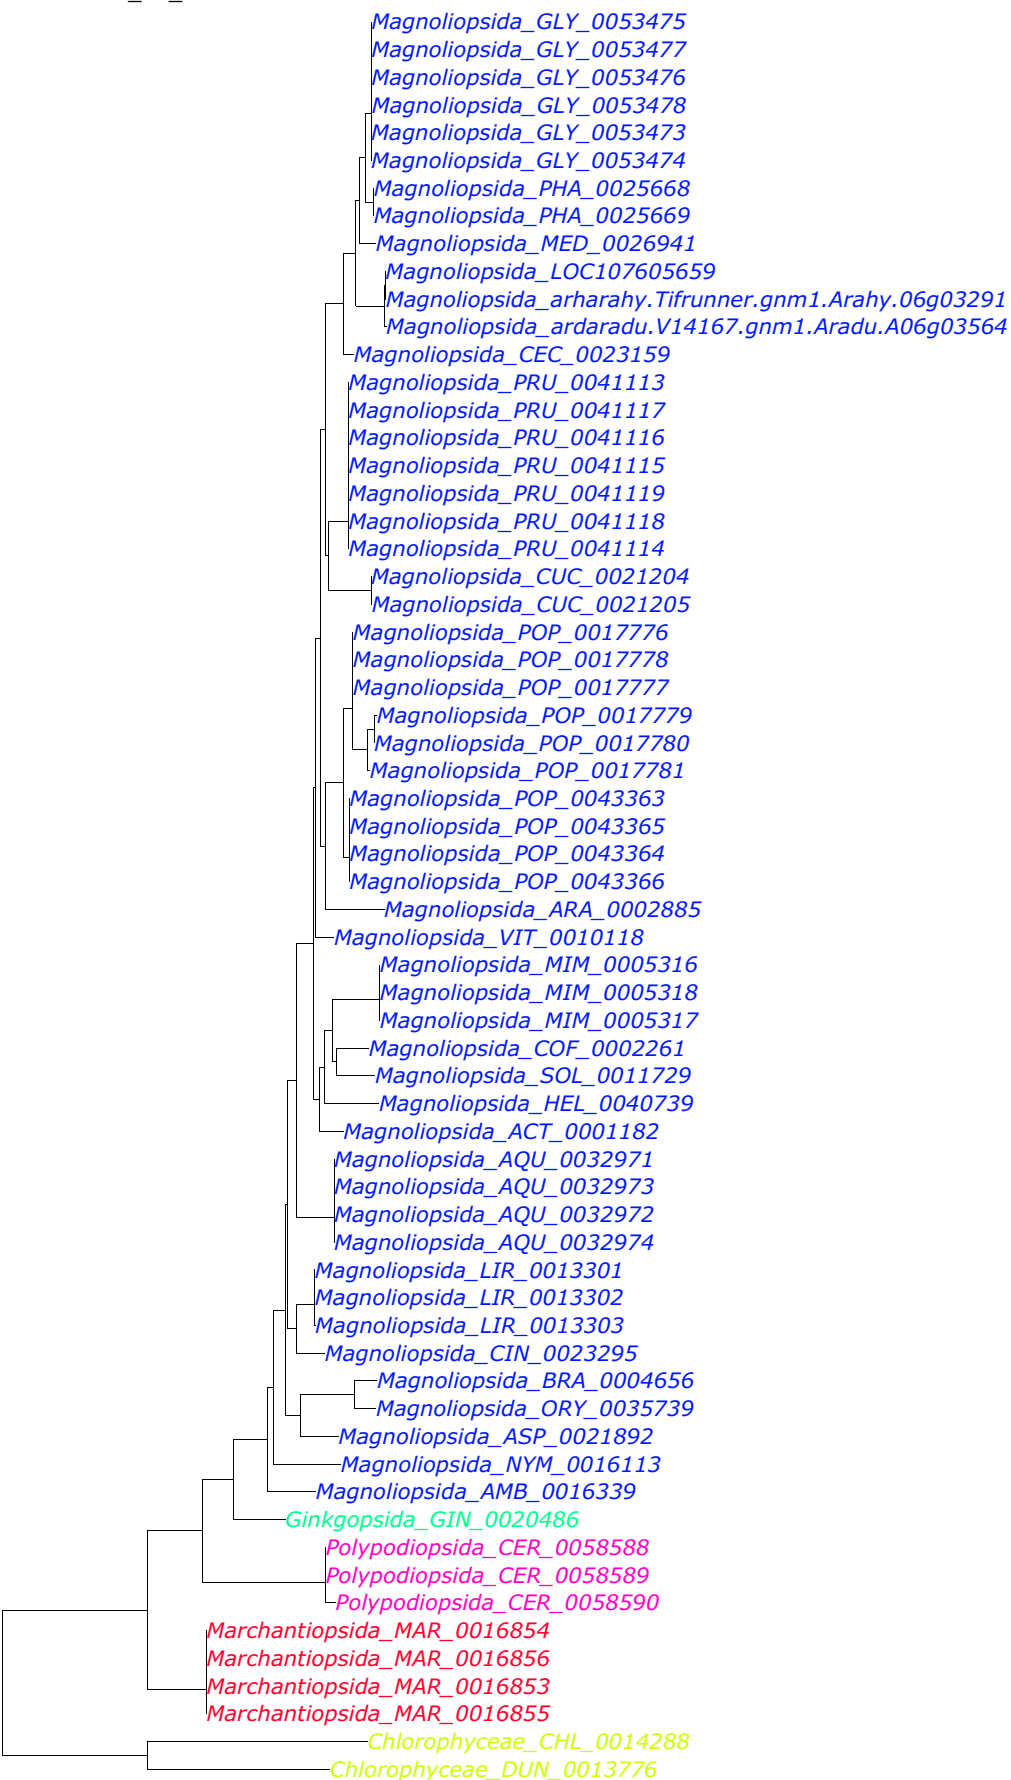 Magnoliopsida_GLY_0053475
Magnoliopsida_GLY_0053477
Magnoliopsida_GLY_0053476
Magnoliopsida_GLY_0053478
Magnoliopsida_GLY_0053473
Magnoliopsida_GLY_0053474
Magnoliopsida_PHA_0025668
Magnoliopsida_PHA_0025669
Magnoliopsida_MED_0026941
Magnoliopsida_LOC107605659
Magnoliopsida_arharahy.Tifrunner.gnm1.Arahy.06g03291
Magnoliopsida_ardaradu.V14167.gnm1.Aradu.A06g03564
Magnoliopsida_CEC_0023159
Magnoliopsida_PRU_0041113
Magnoliopsida_PRU_0041117
Magnoliopsida_PRU_0041116
Magnoliopsida_PRU_0041115
Magnoliopsida_PRU_0041119
Magnoliopsida_PRU_0041118
Magnoliopsida_PRU_0041114
Magnoliopsida_CUC_0021204
Magnoliopsida_CUC_0021205
Magnoliopsida_POP_0017776
Magnoliopsida_POP_0017778
Magnoliopsida_POP_0017777
Magnoliopsida_POP_0017779
Magnoliopsida_POP_0017780
Magnoliopsida_POP_0017781
Magnoliopsida_POP_0043363
Magnoliopsida_POP_0043365
Magnoliopsida_POP_0043364
Magnoliopsida_POP_0043366
Magnoliopsida_ARA_0002885
Magnoliopsida_VIT_0010118
Magnoliopsida_MIM_0005316
Magnoliopsida_MIM_0005318
Magnoliopsida_MIM_0005317
Magnoliopsida_COF_0002261
Magnoliopsida_SOL_0011729
Magnoliopsida_HEL_0040739
Magnoliopsida_ACT_0001182
Magnoliopsida_AQU_0032971
Magnoliopsida_AQU_0032973
Magnoliopsida_AQU_0032972
Magnoliopsida_AQU_0032974
Magnoliopsida_LIR_0013301
Magnoliopsida_LIR_0013302
Magnoliopsida_LIR_0013303
Magnoliopsida_CIN_0023295
Magnoliopsida_BRA_0004656
Magnoliopsida_ORY_0035739
Magnoliopsida_ASP_0021892
Magnoliopsida_NYM_0016113
Magnoliopsida_AMB_0016339
Ginkgopsida_GIN_0020486
Polypodiopsida_CER_0058588
Polypodiopsida_CER_0058589
Polypodiopsida_CER_0058590
Marchantiopsida_MAR_0016854
Marchantiopsida_MAR_0016856
Marchantiopsida_MAR_0016853
Marchantiopsida_MAR_0016855
Chlorophyceae_CHL_0014288
Chlorophyceae_DUN_0013776